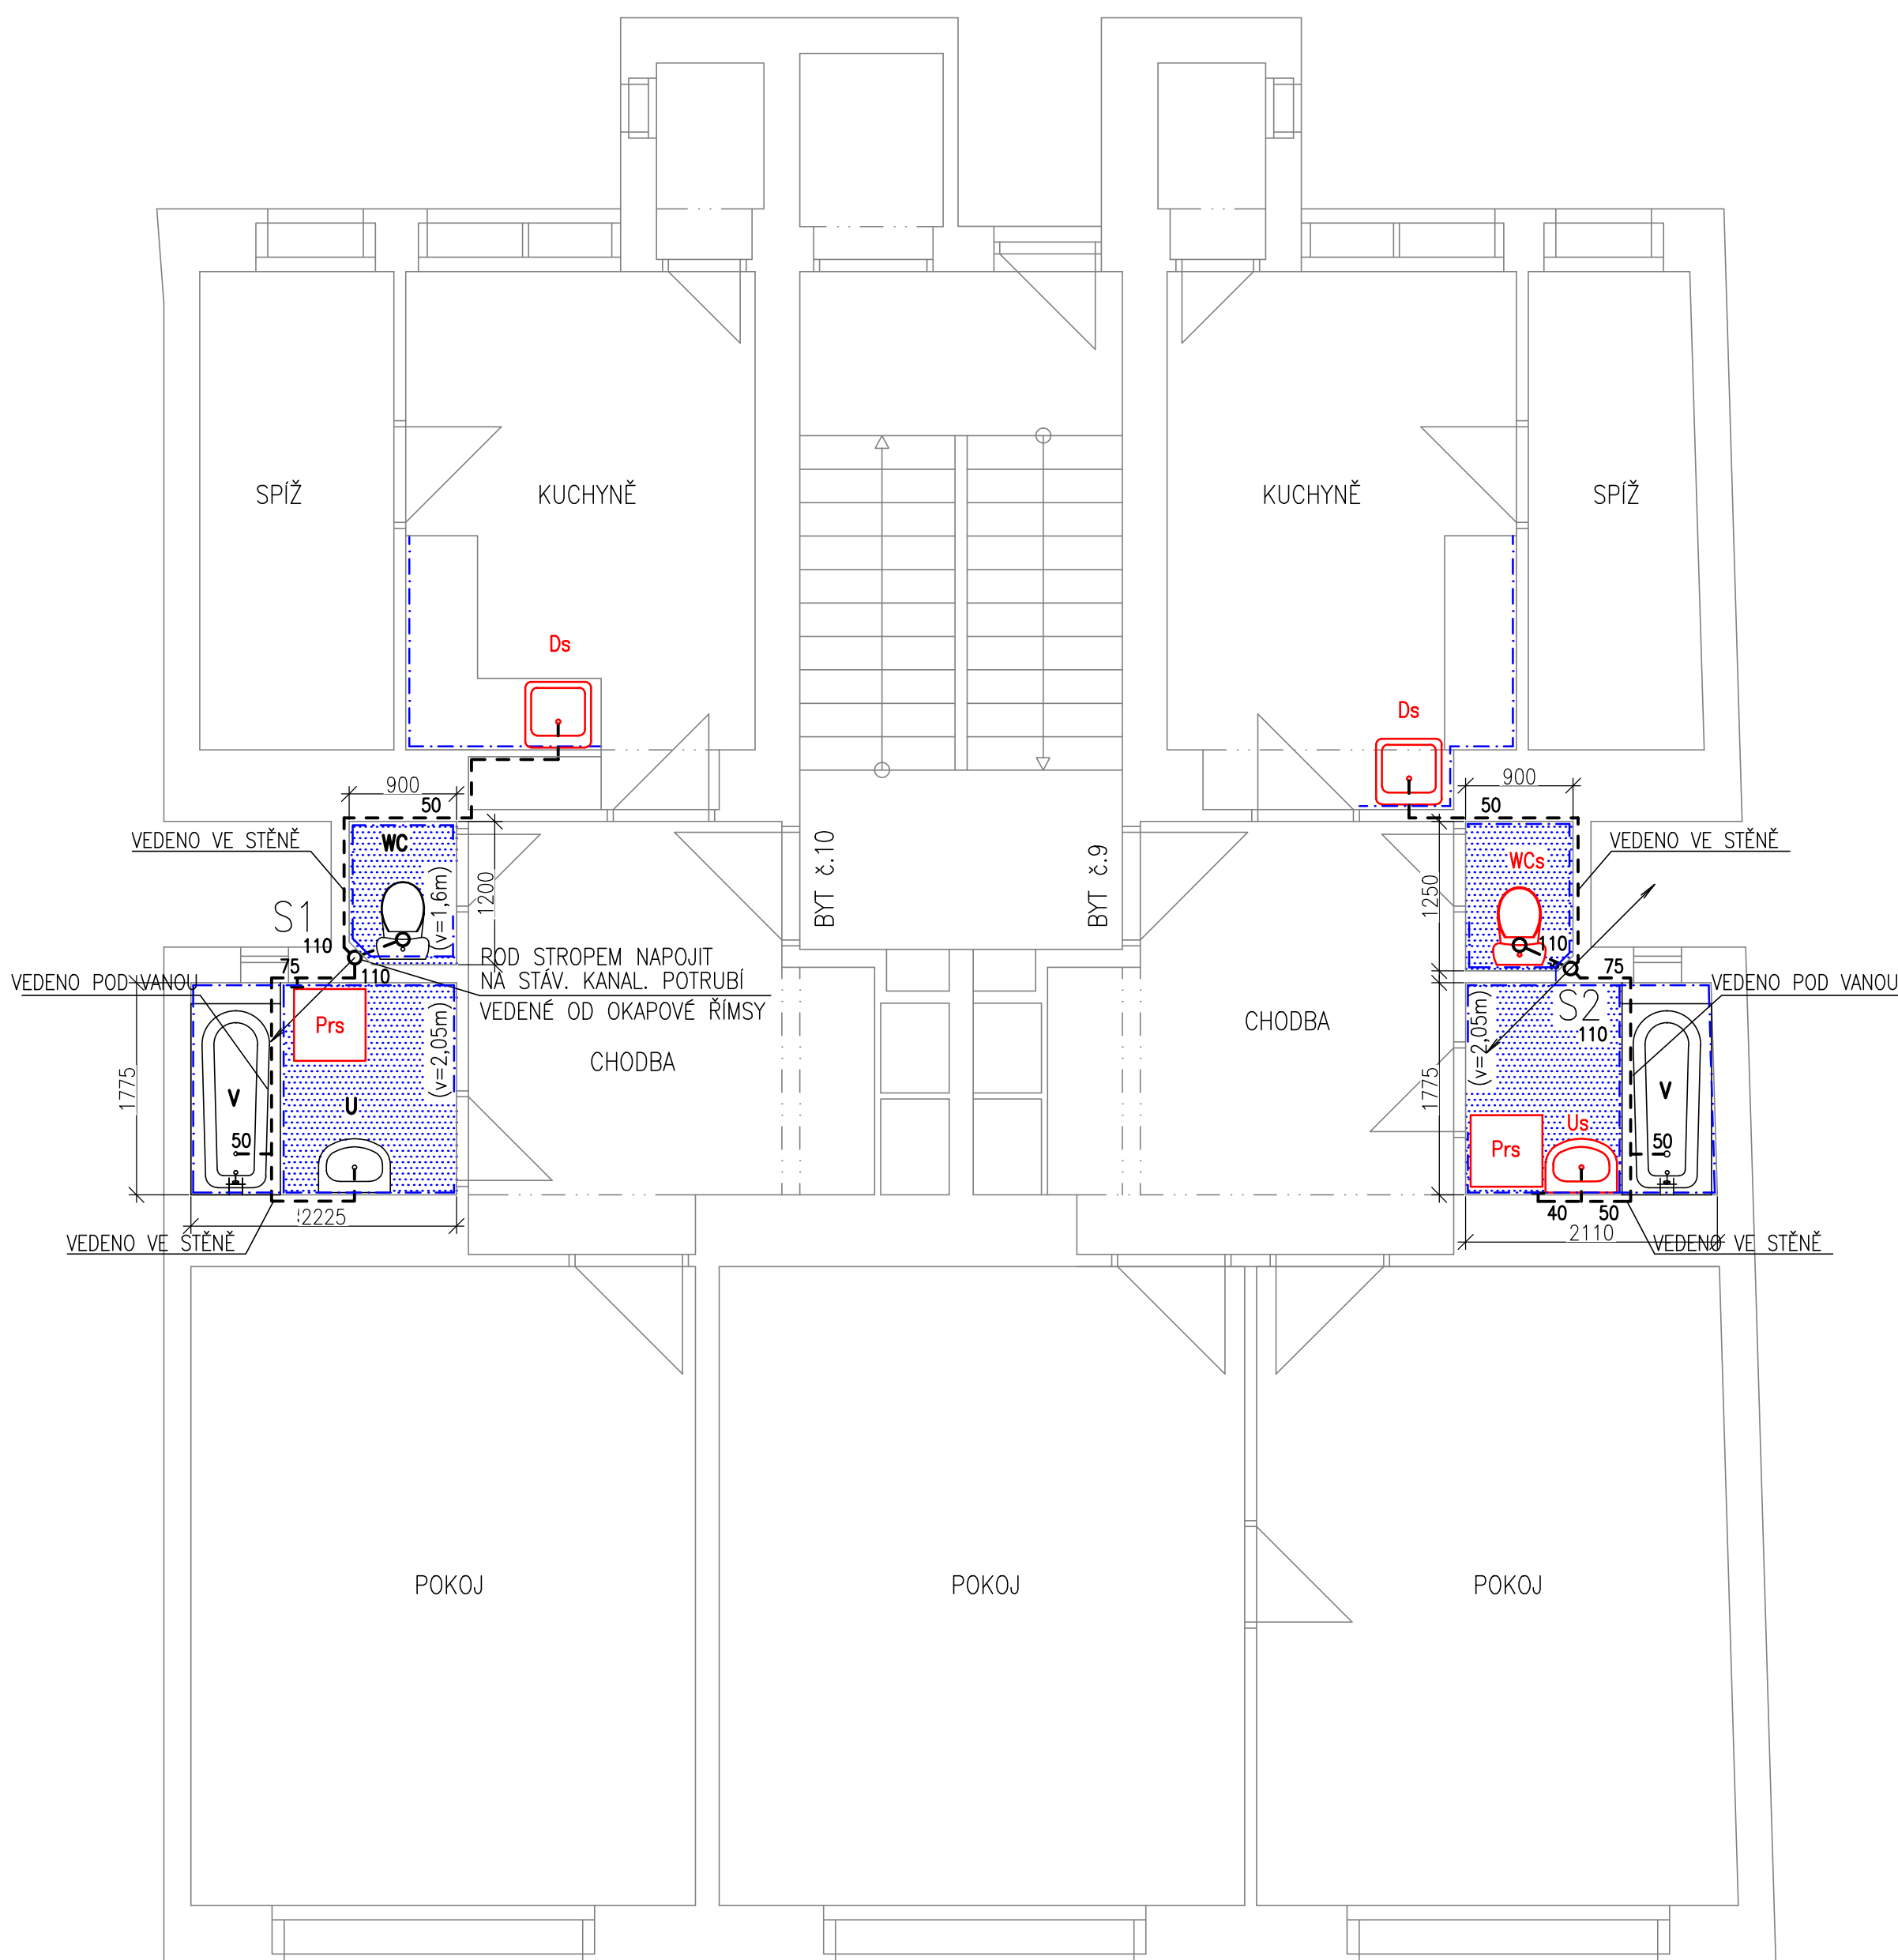 SPÍŽ
KUCHYNĚ
KUCHYNĚ
SPÍŽ
Ds
Ds
900
50
900
50
VEDENO VE STĚNĚ
WC
(v=1,6m)
1200
BYT č.10
BYT č.9
1250
WCs
VEDENO VE STĚNĚ
S1
110
110
75
110
POD STROPEM NAPOJIT
NA STÁV. KANAL. POTRUBÍ
VEDENÉ OD OKAPOVÉ ŘÍMSY
75
VEDENO POD VANOU
VEDENO POD VANOU
Prs
(v=2,05m)
CHODBA
CHODBA
(v=2,05m)
S2
110
1775
V
U
1775
V
50
Us
Prs
50
2225
40
50
2110
VEDENO VE STĚNĚ
VEDENO VE STĚNĚ
POKOJ
POKOJ
POKOJ